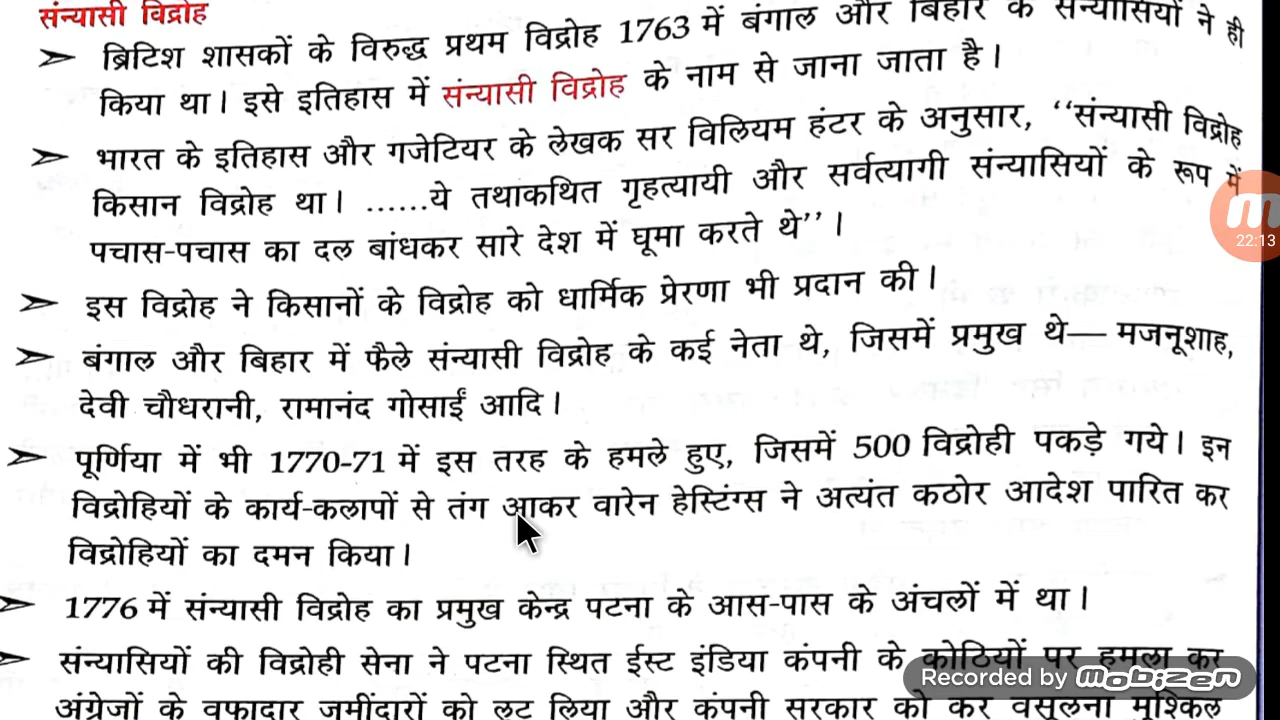 संन्यासी विद्रोह
➢ ब्रिटिश शासकों के विरुद्ध प्रथम विद्रोह 1763 में बंगाल और बिहार के संन्यासियों ने ही
किया था। इसे इतिहास में संन्यासी विद्रोह के नाम से जाना जाता है।
➢ भारत के इतिहास और गजेटियर के लेखक सर विलियम हंटर के अनुसार, ‘‘संन्यासी विद्रोह
किसान विद्रोह था। ......ये तथाकथित गृहत्यायी और सर्वत्यागी संन्यासियों के रूप में
22:13
पचास-पचास का दल बांधकर सारे देश में घूमा करते थे’’।
➢ इस विद्रोह ने किसानों के विद्रोह को धार्मिक प्रेरणा भी प्रदान की।
➢ बंगाल और बिहार में फैले संन्यासी विद्रोह के कई नेता थे, जिसमें प्रमुख थे— मजनूशाह,
देवी चौधरानी, रामानंद गोसाईं आदि।
➢ पूर्णिया में भी 1770-71 में इस तरह के हमले हुए, जिसमें 500 विद्रोही पकड़े गये। इन
विद्रोहियों के कार्य-कलापों से तंग आकर वारेन हेस्टिंग्स ने अत्यंत कठोर आदेश पारित कर
विद्रोहियों का दमन किया।
➢ 1776 में संन्यासी विद्रोह का प्रमुख केन्द्र पटना के आस-पास के अंचलों में था।
➢ संन्यासियों की विद्रोही सेना ने पटना स्थित ईस्ट इंडिया कंपनी के कोठियों पर हमला कर
Recorded by mobizen
अंग्रेजों के वफादार जमींदारों को लूट लिया और कंपनी सरकार को कर वसूलना मुश्किल